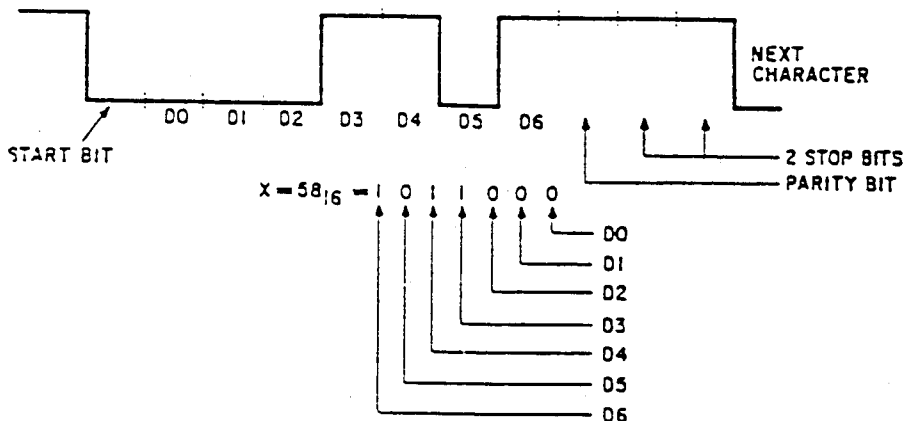 NEXT
CHARACTER
D0 D1 D2 D3 D4 D5 D6
START BIT
2 STOP BITS
PARITY BIT
X = 58₁₆ = 1 0 1 1 0 0 0
D0
D1
D2
D3
D4
D5
D6